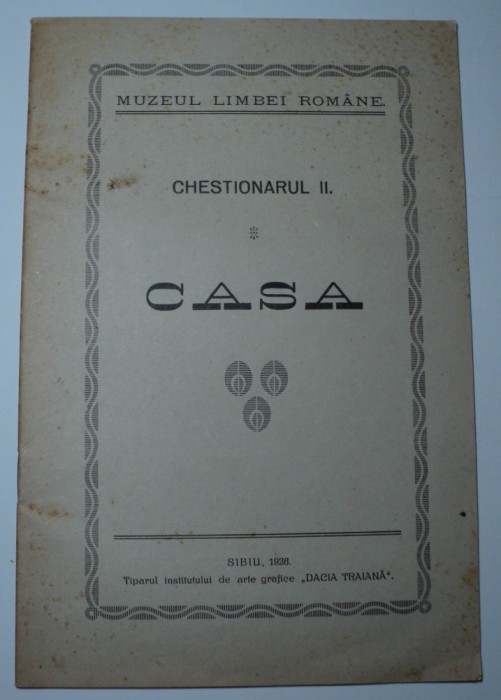 MUZEUL LIMBEI ROMÂNE.
CHESTIONARUL II.
CASA
SIBIU, 1926.
Tiparul institutului de arte grafice „DACIA TRAIANĂ“.